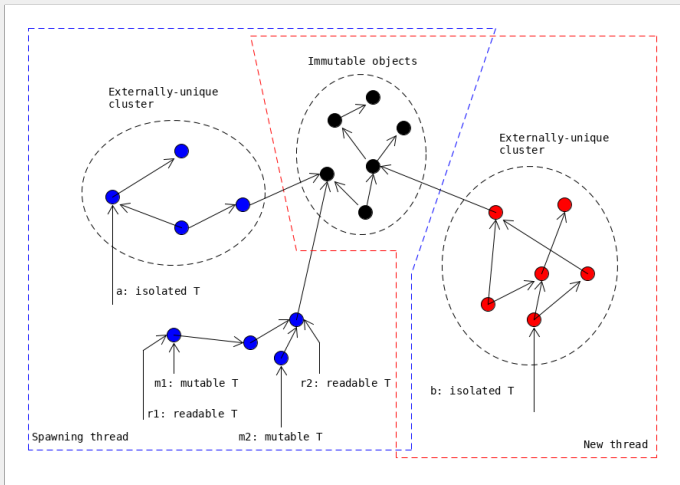 Immutable objects
Externally-unique
cluster
Externally-unique
cluster
a: isolated T
m1: mutable T
r2: readable T
b: isolated T
r1: readable T
Spawning thread
m2: mutable T
New thread